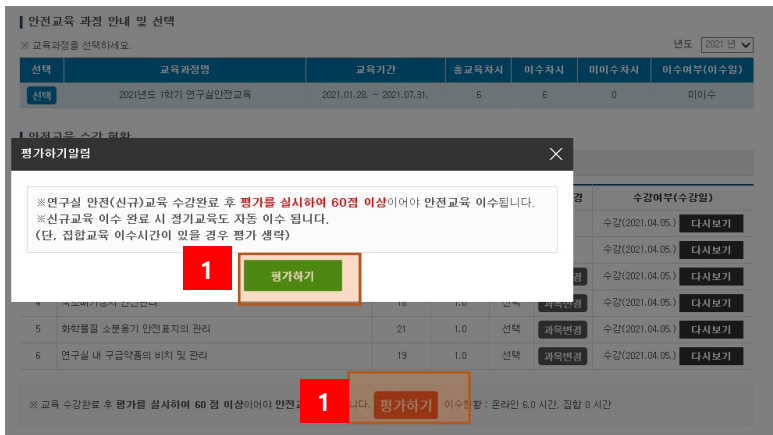 안전교육 과정 안내 및 선택
※ 교육과정을 선택하세요.
년도 2021 년
선택 교육과정명 교육기간 총교육차시 이수차시 미이수차시 이수여부(이수일)
선택 2021년도 1학기 연구실안전교육 2021.01.28. ~ 2021.07.31. 6 6 0 미이수
안전교육 수강 현황
평가하기알림
※연구실 안전(신규)교육 수강완료 후 평가를 실시하여 60점 이상이어야 안전교육 이수됩니다.
※신규교육 이수 완료 시 정기교육도 자동 이수 됩니다.
(단, 집합교육 이수시간이 있을 경우 평가 생략)
1
평가하기
경 수강여부(수강일)
수강(2021.04.05.) 다시보기
수강(2021.04.05.) 다시보기
경 수강(2021.04.05.) 다시보기
4 18 1.0 선택 과목변경 수강(2021.04.05.) 다시보기
5 화학물질 소분용기 안전표지의 관리 21 1.0 선택 과목변경 수강(2021.04.05.) 다시보기
6 연구실 내 구급약품의 비치 및 관리 19 1.0 선택 과목변경 수강(2021.04.05.) 다시보기
※ 교육 수강완료 후 평가를 실시하여 60 점 이상이어야 안전 1 니다. 평가하기 이수현황 : 온라인 6.0 시간, 집합 0 시간